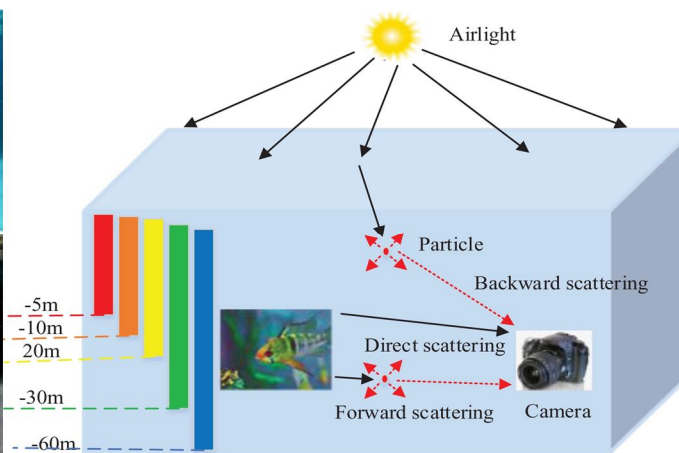 Airlight
Particle
Backward scattering
-5m
-10m
20m
Direct scattering
-30m
Forward scattering
Camera
-60m